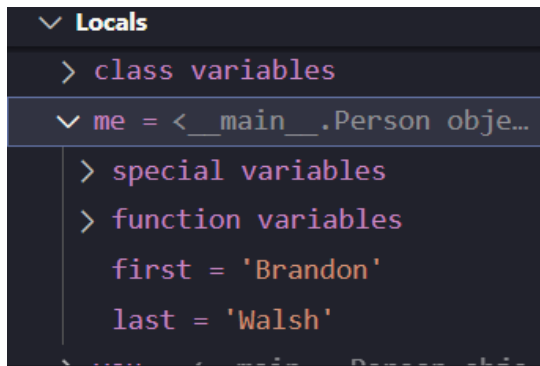 Locals
class variables
me = <__main__.Person obje…
special variables
function variables
first = 'Brandon'
last = 'Walsh'